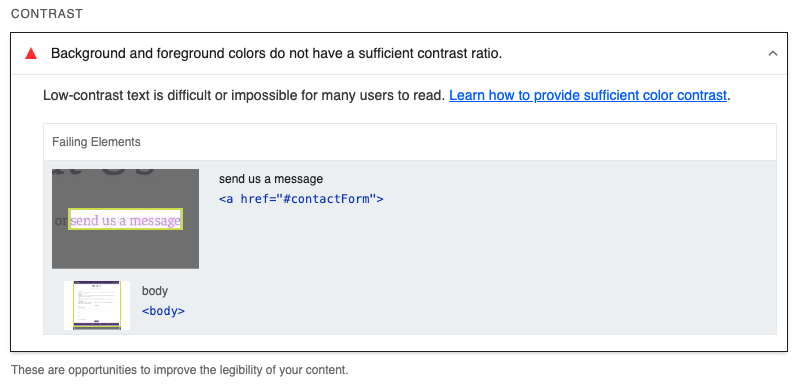 CONTRAST
Background and foreground colors do not have a sufficient contrast ratio.
Low-contrast text is difficult or impossible for many users to read. Learn how to provide sufficient color contrast.
Failing Elements
send us a message
<a href="#contactForm">
or send us a message
body
<body>
These are opportunities to improve the legibility of your content.